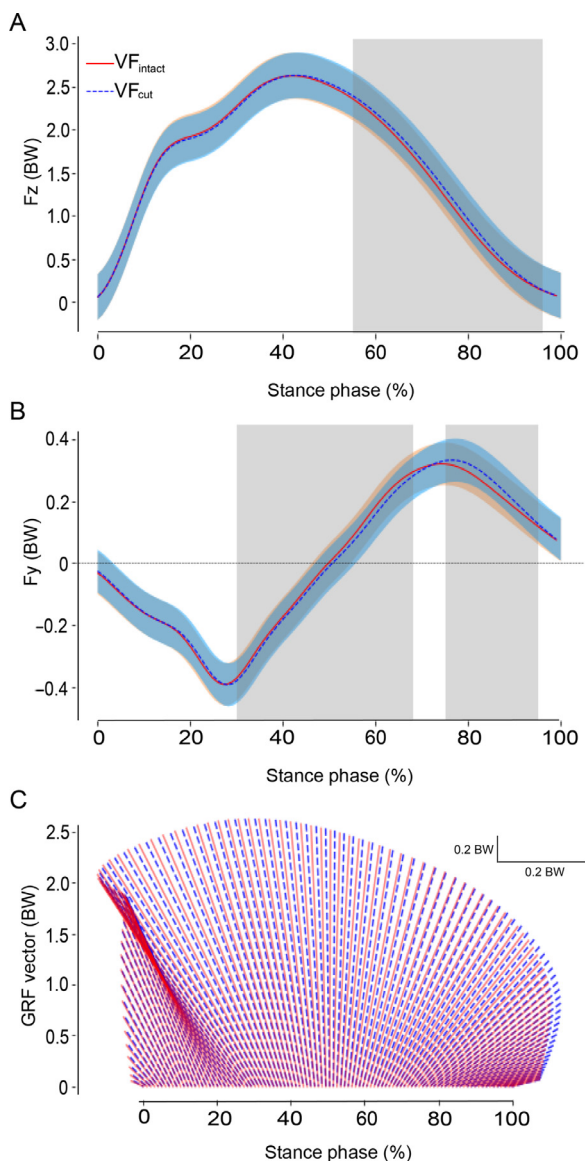 A
3.0
2.5
2.0
1.5
1.0
0.5
0
Fz (BW)
VFintact
VFcut
0 20 40 60 80 100
Stance phase (%)
B
0.4
0.2
0
–0.2
–0.4
Fy (BW)
0 20 40 60 80 100
Stance phase (%)
C
2.5
2.0
1.5
1.0
0.5
0
GRF vector (BW)
0.2 BW
0.2 BW
0 20 40 60 80 100
Stance phase (%)